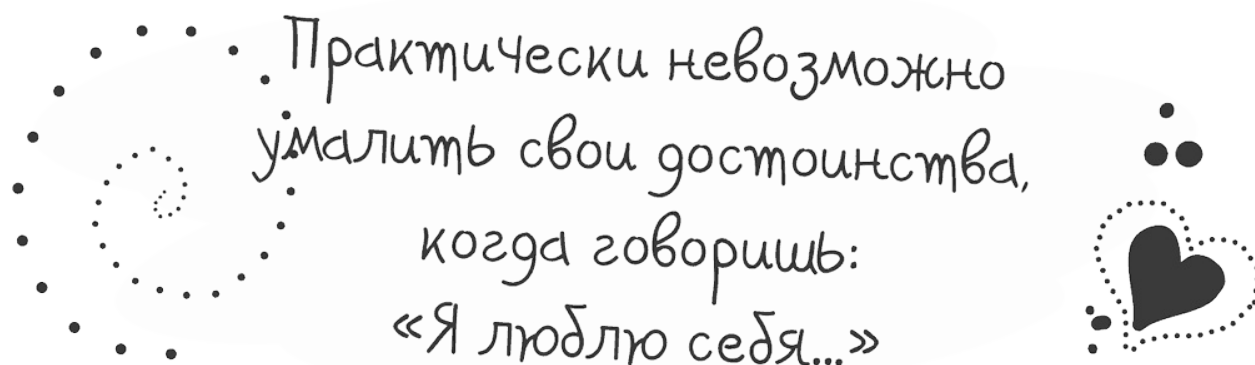 Практически невозможно
умалить свои достоинства,
когда говоришь:
«Я люблю себя...»